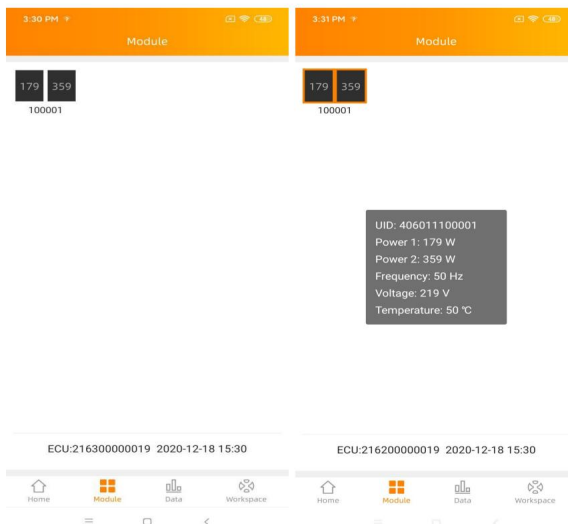 3:30 PM
Module
179 359
100001
ECU:216300000019 2020-12-18 15:30
Home Module Data Workspace
3:31 PM
Module
179 359
100001
UID: 406011100001
Power 1: 179 W
Power 2: 359 W
Frequency: 50 Hz
Voltage: 219 V
Temperature: 50 ℃
ECU:216200000019 2020-12-18 15:30
Home Module Data Workspace